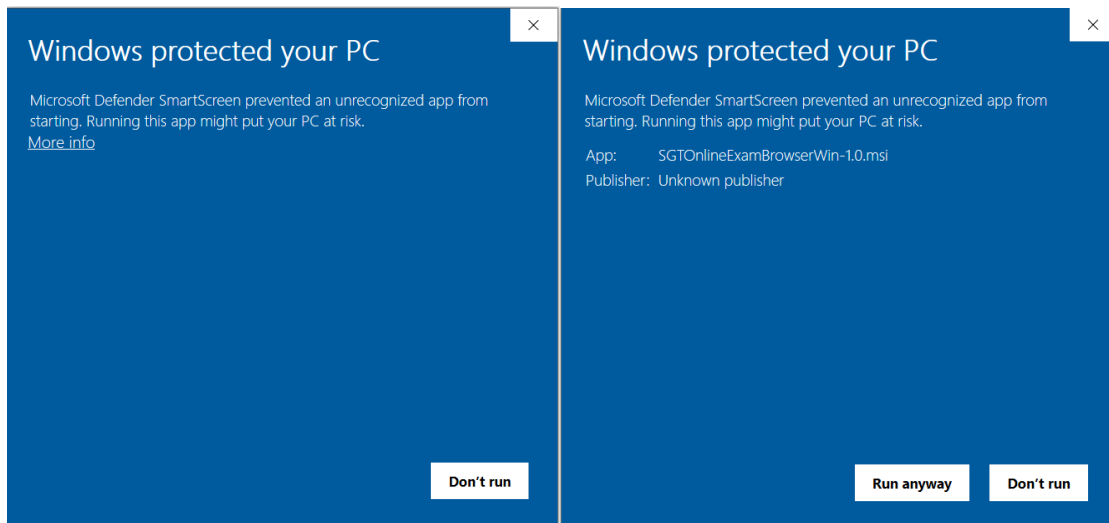 Windows protected your PC
Microsoft Defender SmartScreen prevented an unrecognized app from
starting. Running this app might put your PC at risk.
More info
Don't run
Windows protected your PC
Microsoft Defender SmartScreen prevented an unrecognized app from
starting. Running this app might put your PC at risk.
App: SGTOnlineExamBrowserWin-1.0.msi
Publisher: Unknown publisher
Run anyway Don't run